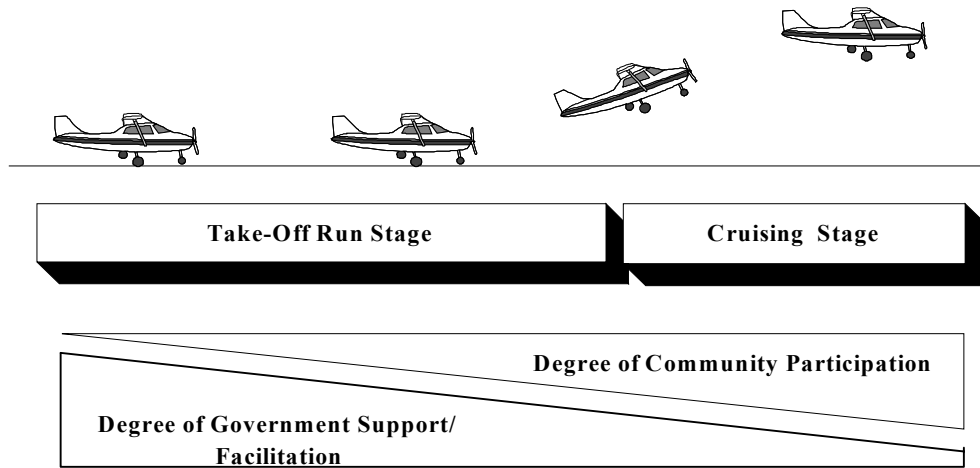 Take-Off Run Stage
Cruising Stage
Degree of Community Participation
Degree of Government Support/
Facilitation